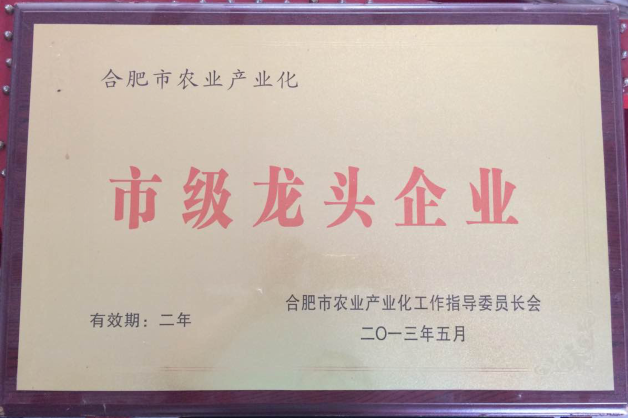 合肥市农业产业化
市级龙头企业
有效期：二年
合肥市农业产业化工作指导委员长会
二〇一三年五月